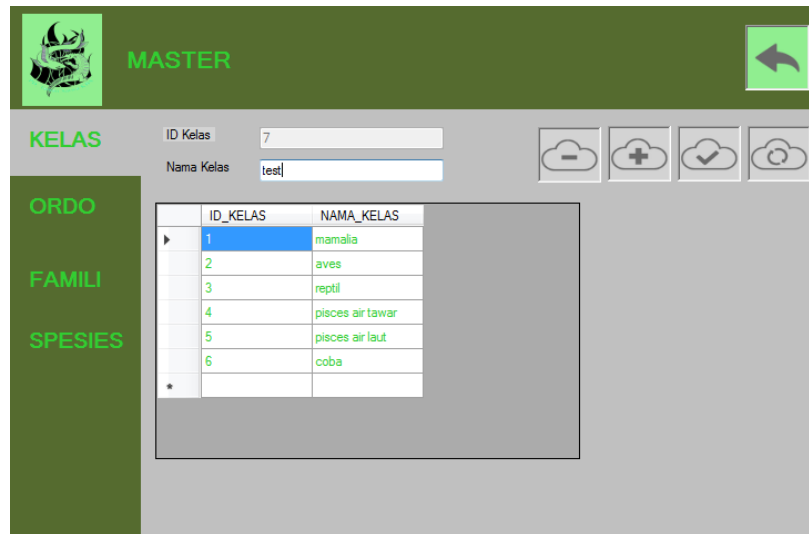 MASTER
KELAS
ID Kelas 7
Nama Kelas test
ORDO
ID_KELAS NAMA_KELAS
1 mamalia
2 aves
FAMILI
3 reptil
4 pisces air tawar
SPESIES
5 pisces air laut
6 coba
*